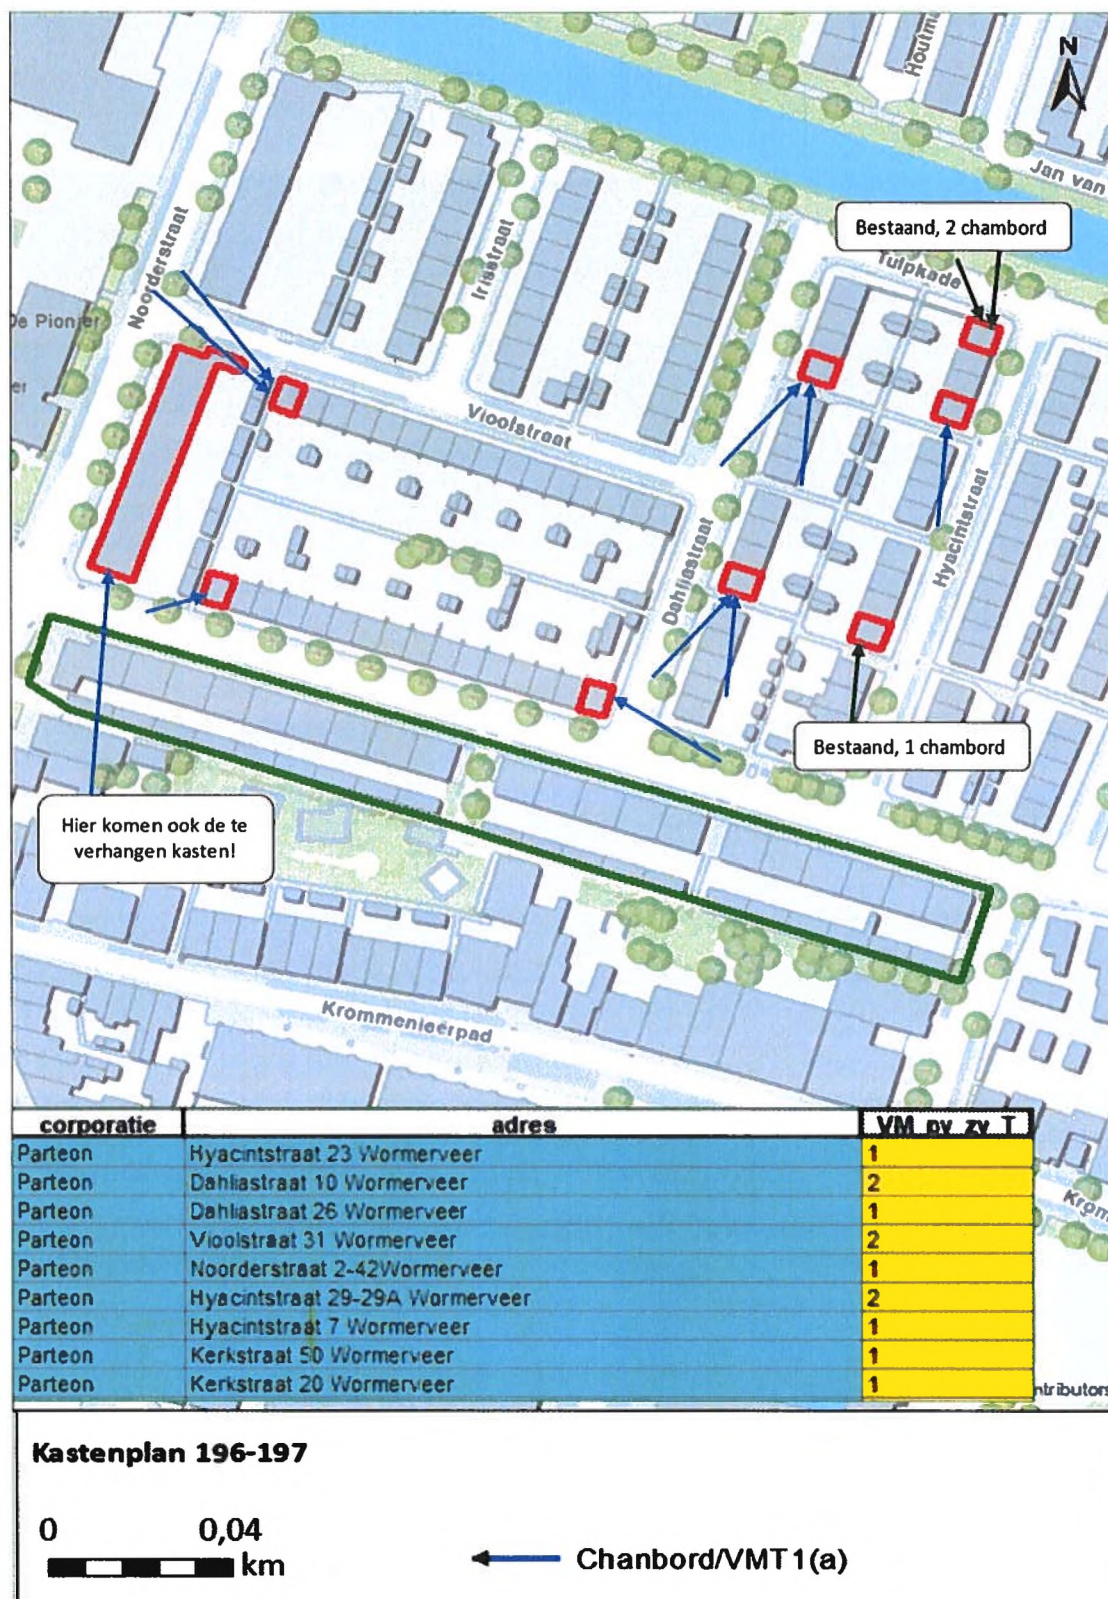 Houtm
N
Jan van
Bestaand, 2 chambord
Tulpkade
Noorderstraat
Irisstraat
De Pionier
er
Vioolstraat
Dahliastraat
Hyacintstraat
Bestaand, 1 chambord
Hier komen ook de te
verhangen kasten!
Krommenieerpad
Krom
corporatie adres VM_pv_zv_T
Parteon Hyacintstraat 23 Wormerveer 1
Parteon Dahliastraat 10 Wormerveer 2
Parteon Dahliastraat 26 Wormerveer 1
Parteon Vioolstraat 31 Wormerveer 2
Parteon Noorderstraat 2-42Wormerveer 1
Parteon Hyacintstraat 29-29A Wormerveer 2
Parteon Hyacintstraat 7 Wormerveer 1
Parteon Kerkstraat 50 Wormerveer 1
Parteon Kerkstraat 20 Wormerveer 1
ntributors
Kastenplan 196-197
0 0,04
km
Chanbord/VMT1(a)